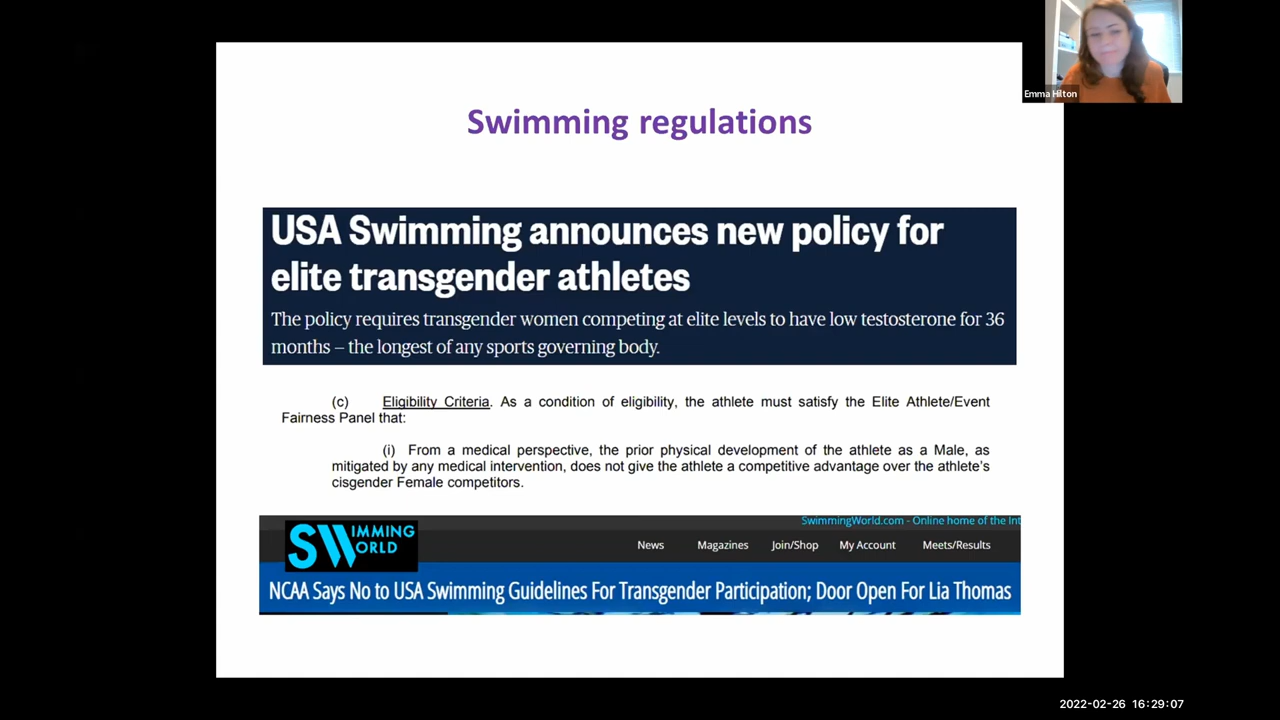 Emma Hilton
Swimming regulations
USA Swimming announces new policy for
elite transgender athletes
The policy requires transgender women competing at elite levels to have low testosterone for 36
months – the longest of any sports governing body.
(c) Eligibility Criteria. As a condition of eligibility, the athlete must satisfy the Elite Athlete/Event
Fairness Panel that:
(i) From a medical perspective, the prior physical development of the athlete as a Male, as
mitigated by any medical intervention, does not give the athlete a competitive advantage over the athlete's
cisgender Female competitors.
SwimmingWorld.com - Online home of the Int
SWIMMING
WORLD
News Magazines Join/Shop My Account Meets/Results
NCAA Says No to USA Swimming Guidelines For Transgender Participation; Door Open For Lia Thomas
2022-02-26 16:29:07